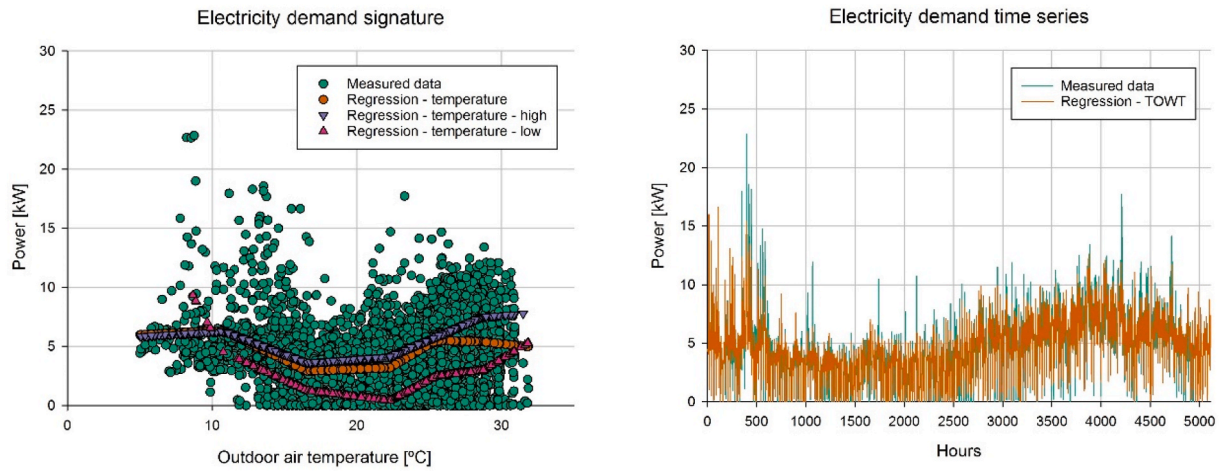 Electricity demand signature
30
25
20
15
10
5
0
Power [kW]
Measured data
Regression - temperature
Regression - temperature - high
Regression - temperature - low
0
10
20
30
Outdoor air temperature [ºC]
Electricity demand time series
30
25
20
15
10
5
0
Power [kW]
Measured data
Regression - TOWT
0
500
1000
1500
2000
2500
3000
3500
4000
4500
5000
Hours